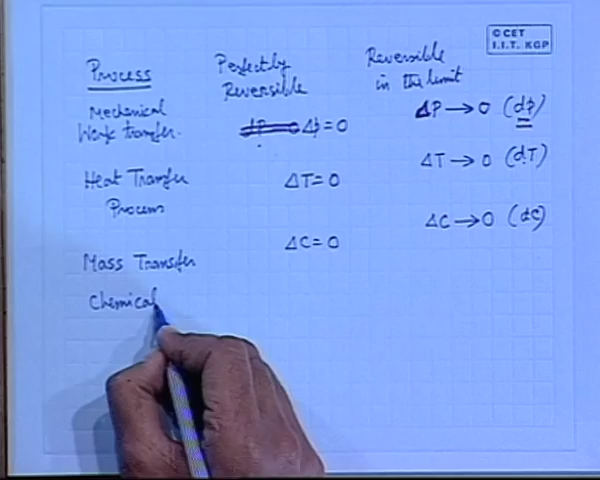 © CET
I.I.T. KGP
Process
Perfectly
Reversible
Reversible
in the limit
Mechanical
Work transfer.
Δp = 0
ΔP → 0 (dp)
Heat Transfer
Process
ΔT = 0
ΔT → 0 (dT)
Mass Transfer
ΔC = 0
ΔC → 0 (dC)
Chemical